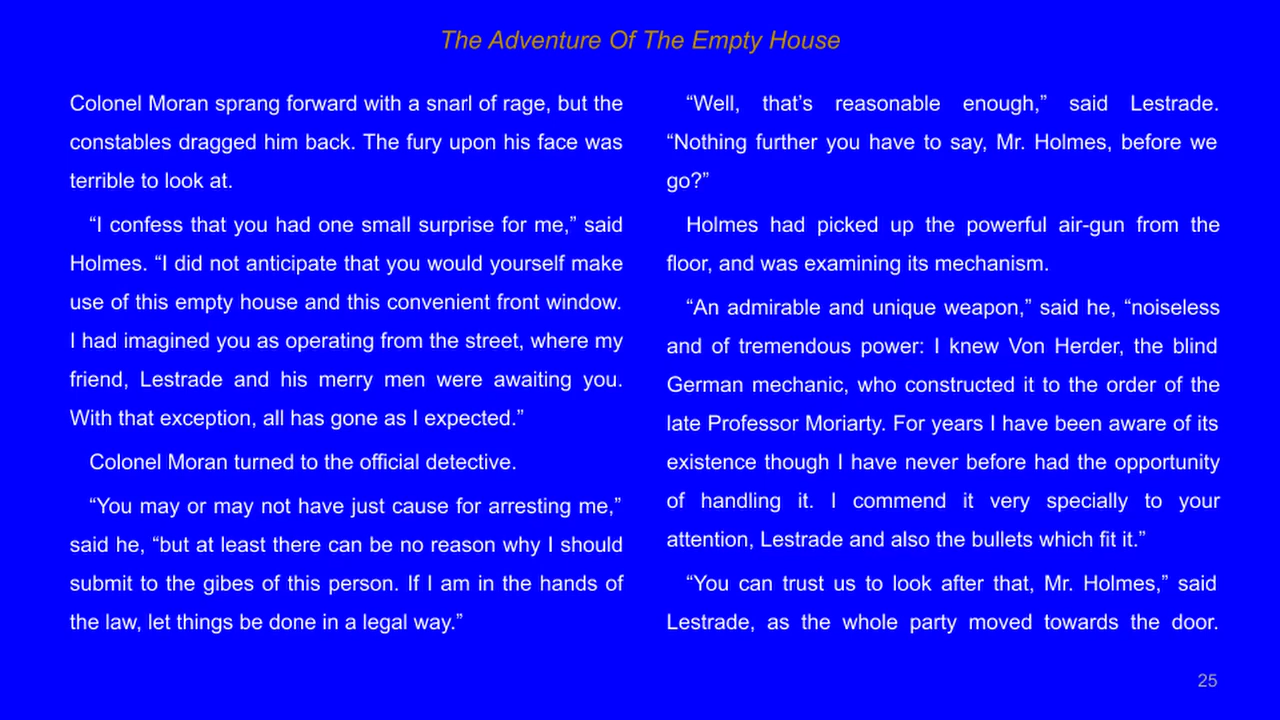 The Adventure Of The Empty House
Colonel Moran sprang forward with a snarl of rage, but the
constables dragged him back. The fury upon his face was
terrible to look at.
“I confess that you had one small surprise for me,” said
Holmes. “I did not anticipate that you would yourself make
use of this empty house and this convenient front window.
I had imagined you as operating from the street, where my
friend, Lestrade and his merry men were awaiting you.
With that exception, all has gone as I expected.”
Colonel Moran turned to the official detective.
“You may or may not have just cause for arresting me,”
said he, “but at least there can be no reason why I should
submit to the gibes of this person. If I am in the hands of
the law, let things be done in a legal way.”
“Well, that’s reasonable enough,” said Lestrade.
“Nothing further you have to say, Mr. Holmes, before we
go?”
Holmes had picked up the powerful air-gun from the
floor, and was examining its mechanism.
“An admirable and unique weapon,” said he, “noiseless
and of tremendous power: I knew Von Herder, the blind
German mechanic, who constructed it to the order of the
late Professor Moriarty. For years I have been aware of its
existence though I have never before had the opportunity
of handling it. I commend it very specially to your
attention, Lestrade and also the bullets which fit it.”
“You can trust us to look after that, Mr. Holmes,” said
Lestrade, as the whole party moved towards the door.
25